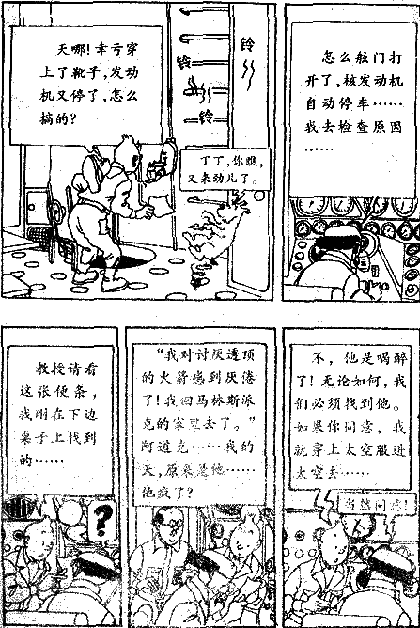 天哪！幸亏穿
上了靴子，发动
机又停了，怎么
搞的？
铃
铃
铃
丁丁，你瞧，
又来劲儿了。
怎么舱门打
开了，核发动机
自动停车……
我去检查原因
……
教授请看
这张便条，
我刚在下边
桌子上找到
的……
?
“我对讨厌透顶
的火箭感到厌倦
了！我回马林斯派
克的家里去了。”
阿道克……我的
天，原来是他……
他疯了？
不，他是喝醉
了！无论如何，我
们必须找到他。
如果你同意，我
就穿上太空服进
太空去……
当然同意！